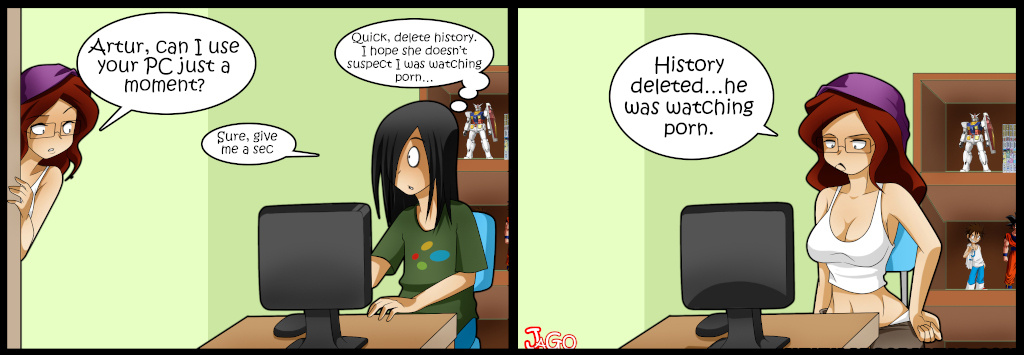 Artur, can I use
your PC just a
moment?
Sure, give
me a sec
Quick, delete history.
I hope she doesn't
suspect I was watching
porn...
History
deleted...he
was watching
porn.
JAGO